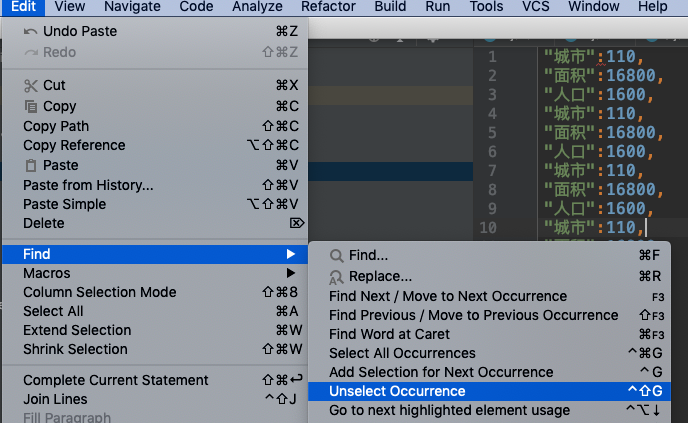 Edit View Navigate Code Analyze Refactor Build Run Tools VCS Window Help
Undo Paste ⌘Z
Redo ⇧⌘Z
Cut ⌘X
Copy ⌘C
Copy Path ⇧⌘C
Copy Reference ⌥⇧⌘C
Paste ⌘V
Paste from History... ⇧⌘V
Paste Simple ⌥⇧⌘V
Delete ⌦
Find ▶
Macros ▶
Column Selection Mode ⇧⌘8
Select All ⌘A
Extend Selection ⌘W
Shrink Selection ⇧⌘W
Complete Current Statement ⇧⌘↩
Join Lines ^⇧J
Fill Paragraph
Find... ⌘F
Replace... ⌘R
Find Next / Move to Next Occurrence F3
Find Previous / Move to Previous Occurrence ⇧F3
Find Word at Caret ⌘F3
Select All Occurrences ^⌘G
Add Selection for Next Occurrence ^G
Unselect Occurrence ^⇧G
Go to next highlighted element usage ^⌥↓
1 "城市":110,
2 "面积":16800,
3 "人口":1600,
4 "城市":110,
5 "面积":16800,
6 "人口":1600,
7 "城市":110,
8 "面积":16800,
9 "人口":1600,
10 "城市":110,